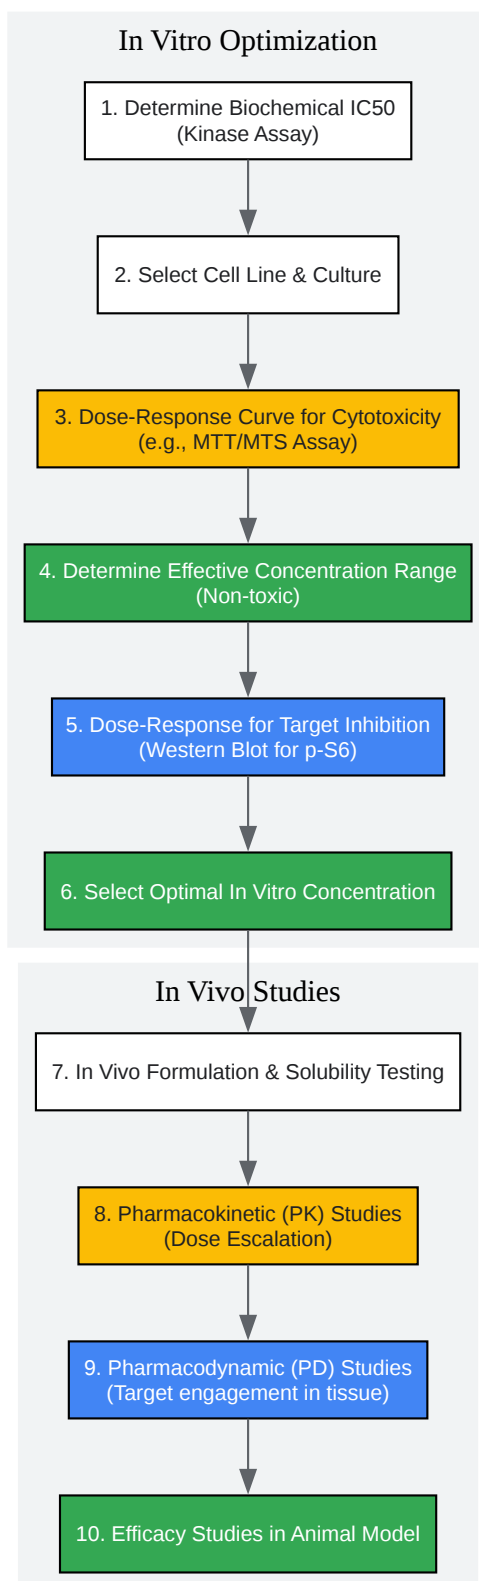 In Vitro Optimization
1. Determine Biochemical IC50
(Kinase Assay)
2. Select Cell Line & Culture
3. Dose-Response Curve for Cytotoxicity
(e.g., MTT/MTS Assay)
4. Determine Effective Concentration Range
(Non-toxic)
5. Dose-Response for Target Inhibition
(Western Blot for p-S6)
6. Select Optimal In Vitro Concentration
In Vivo Studies
7. In Vivo Formulation & Solubility Testing
8. Pharmacokinetic (PK) Studies
(Dose Escalation)
9. Pharmacodynamic (PD) Studies
(Target engagement in tissue)
10. Efficacy Studies in Animal Model